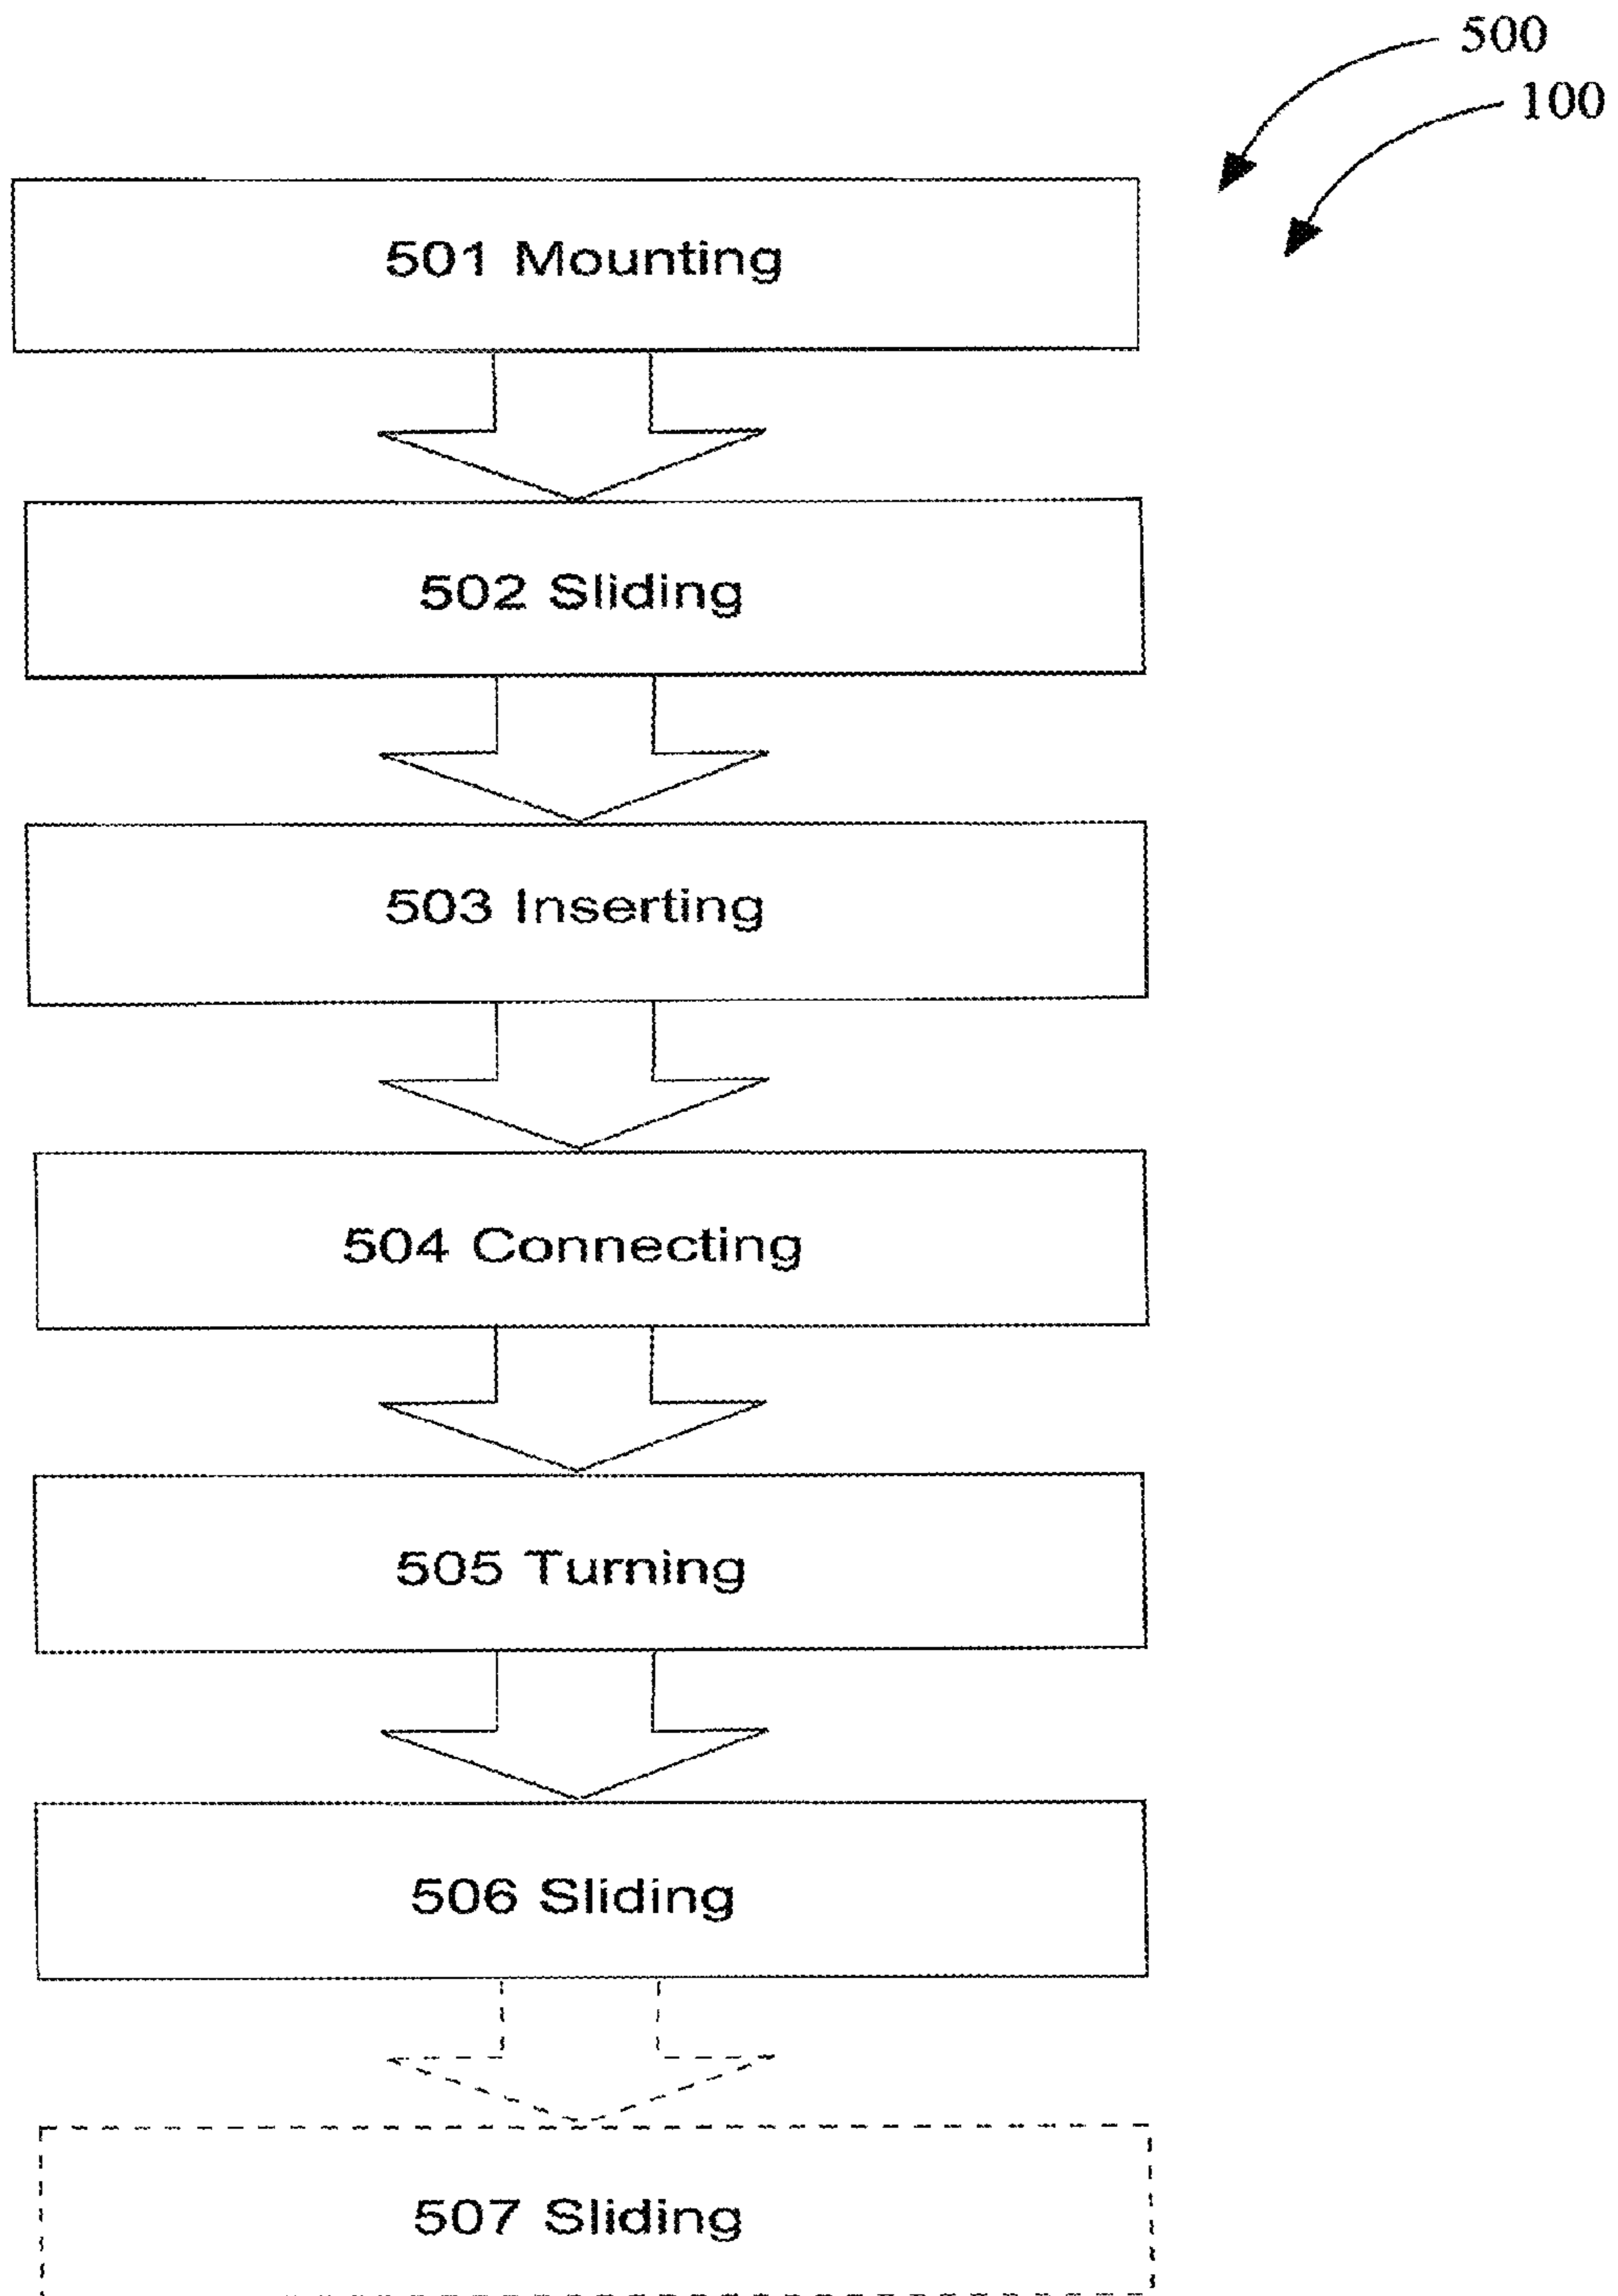 500
100
501 Mounting
502 Sliding
503 Inserting
504 Connecting
505 Turning
506 Sliding
507 Sliding